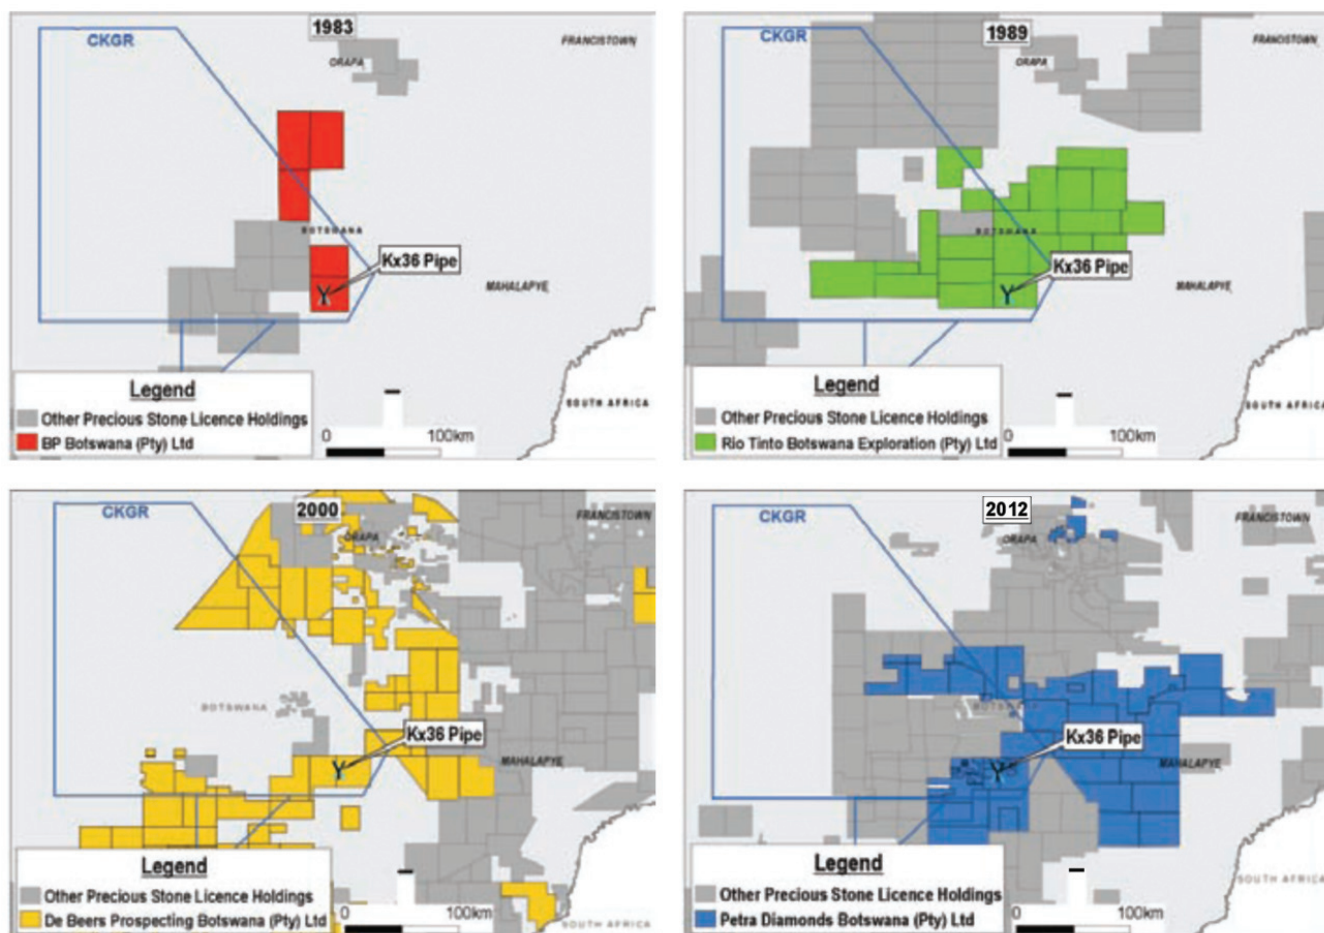 1983
CKGR
FRANCISTOWN
ORAPA
BOTSWANA
Kx36 Pipe
MAHALAPYE
Legend
Other Precious Stone Licence Holdings
BP Botswana (Pty) Ltd
SOUTH AFRICA
0 100km
1989
CKGR
FRANCISTOWN
ORAPA
BOTSWANA
Kx36 Pipe
MAHALAPYE
Legend
Other Precious Stone Licence Holdings
Rio Tinto Botswana Exploration (Pty) Ltd
SOUTH AFRICA
0 100km
2000
CKGR
FRANCISTOWN
ORAPA
BOTSWANA
Kx36 Pipe
MAHALAPYE
Legend
Other Precious Stone Licence Holdings
De Beers Prospecting Botswana (Pty) Ltd
0 100km
SOUTH AFRICA
2012
CKGR
FRANCISTOWN
ORAPA
BOTSWANA
Kx36 Pipe
MAHALAPYE
Legend
Other Precious Stone Licence Holdings
Petra Diamonds Botswana (Pty) Ltd
SOUTH AFRICA
0 100km